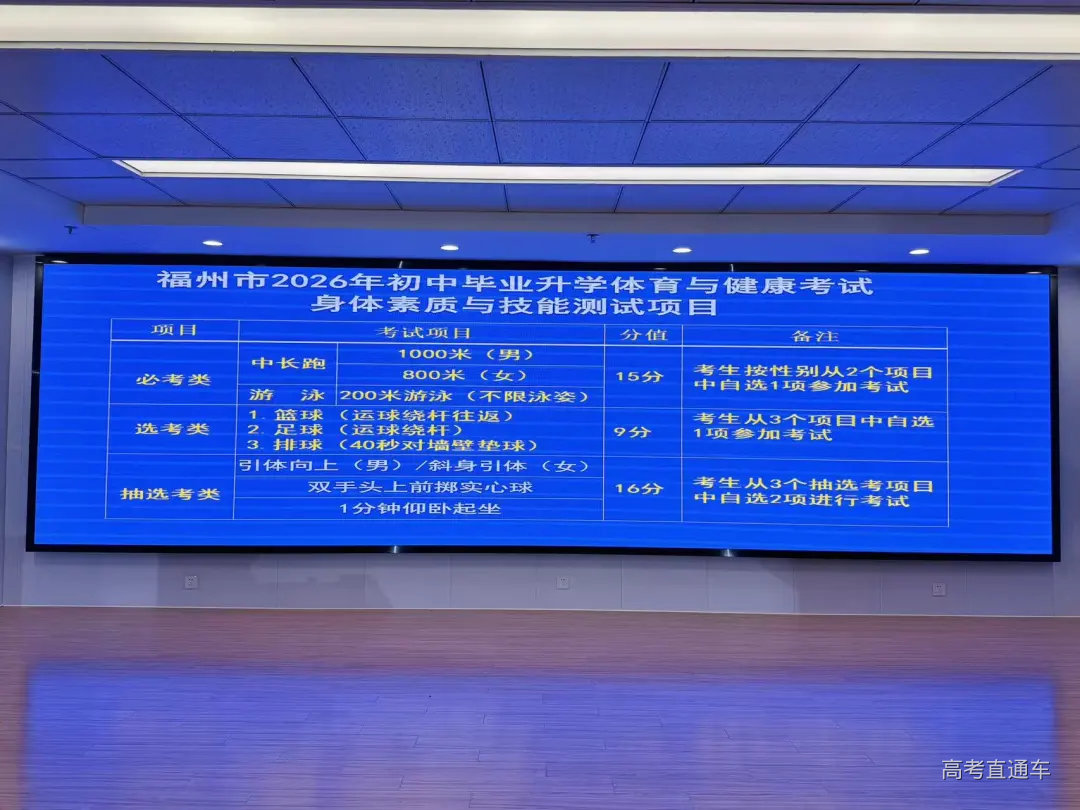 福州市2026年初中毕业升学体育与健康考试
身体素质与技能测试项目
项目 考试项目 分值 备注
必考类 中长跑 1000米（男）
800米（女）
游 泳 200米游泳（不限泳姿）
15分
考生按性别从2个项目
中自选1项参加考试
选考类
1. 篮球（运球绕杆往返）
2. 足球（运球绕杆）
3. 排球（40秒对墙壁垫球）
9分
考生从3个项目中自选
1项参加考试
抽选考类
引体向上（男）/斜身引体（女）
双手头上前掷实心球
1分钟仰卧起坐
16分
考生从3个抽选考项目
中自选2项进行考试
高考直通车